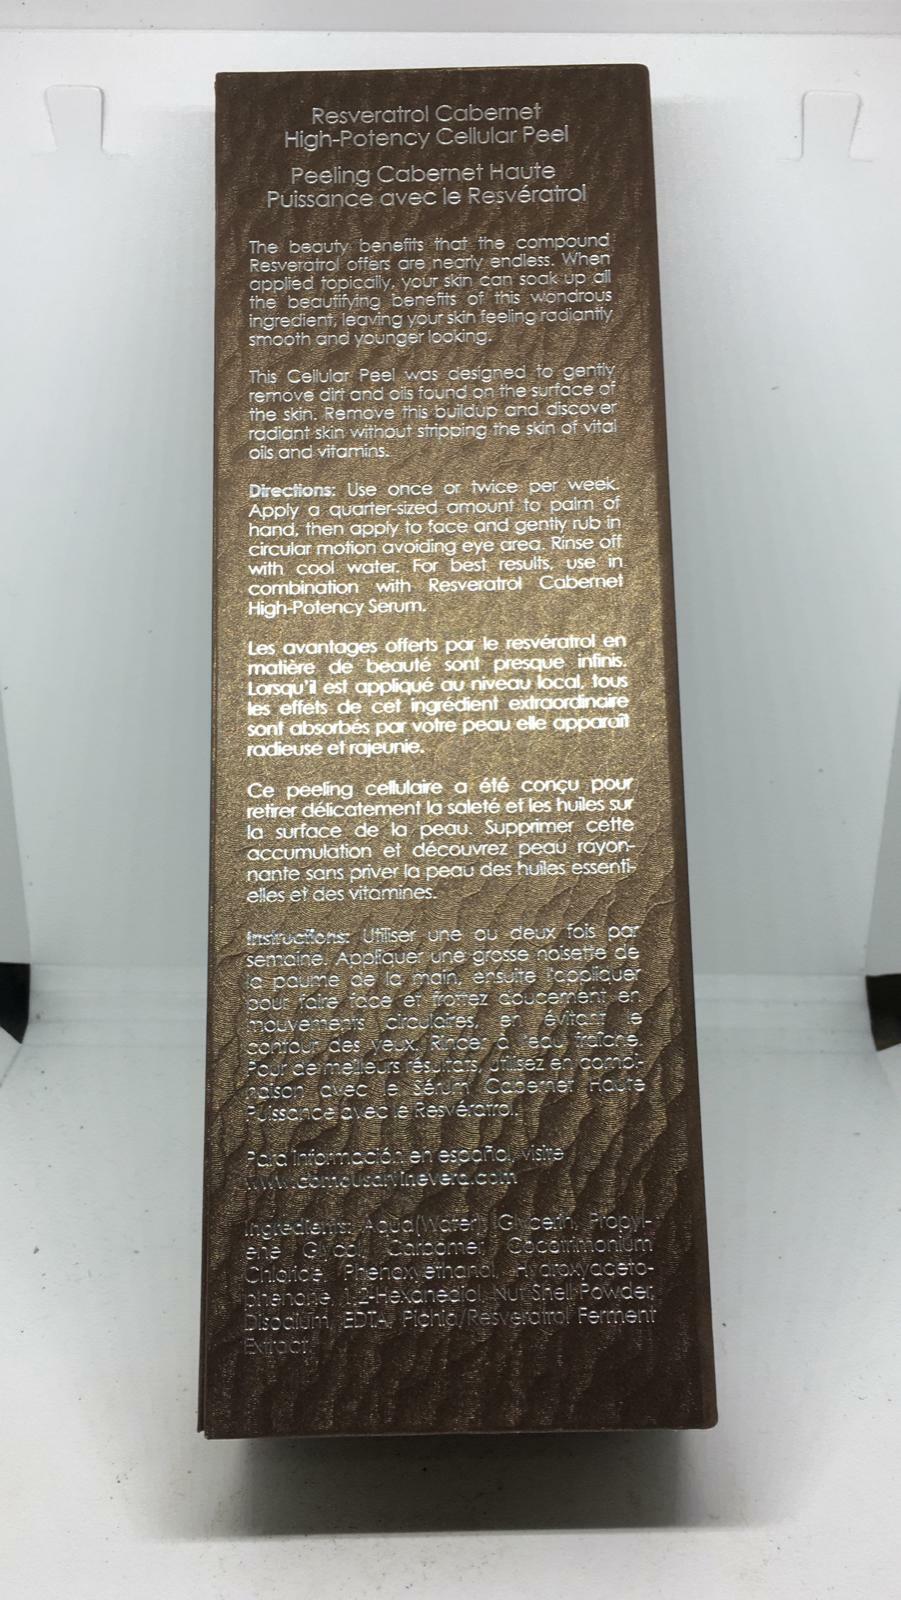 Resveratrol Cabernet
High-Potency Cellular Peel
Peeling Cabernet Haute
Puissance avec le Resvératrol
The beauty benefits that the compound
Resveratrol offers are nearly endless. When
applied topically, your skin can soak up all
the beautifying benefits of this wondrous
ingredient, leaving your skin feeling radiantly
smooth and younger looking.
This Cellular Peel was designed to gently
remove dirt and oils found on the surface of
the skin. Remove this buildup and discover
radiant skin without stripping the skin of vital
oils and vitamins.
Directions: Use once or twice per week.
Apply a quarter-sized amount to palm of
hand, then apply to face and gently rub in
circular motion avoiding eye area. Rinse off
with cool water. For best results, use in
combination with Resveratrol Cabernet
High-Potency Serum.
Les avantages offerts par le resvératrol en
matière de beauté sont presque infinis.
Lorsqu'il est appliqué au niveau local, tous
les effets de cet ingrédient extraordinaire
sont absorbés par votre peau elle apparaît
radieuse et rajeunie.
Ce peeling cellulaire a été conçu pour
retirer délicatement la saleté et les huiles sur
la surface de la peau. Supprimer cette
accumulation et découvrez peau rayon-
nante sans priver la peau des huiles essenti-
elles et des vitamines.
Instructions: Utiliser une ou deux fois par
semaine. Appliquer une grosse noisette de
la paume de la main, ensuite l'appliquer
pour faire face et frottez doucement en
mouvements circulaires, en évitant le
contour des yeux. Rincer à l'eau fraîche.
Pour de meilleurs résultats, utilisez en combi-
naison avec le Sérum Cabernet Haute
Puissance avec le Resvératrol.
Para información en español, visite
Ingredients: Aqua(Water), Glycerin, Propyl-
ene Glycol, Carbomer, Cocotrimonium
Chloride, Phenoxyethanol, Hydroxyaceto-
phenone, 1,2-Hexanediol, Nut Shell Powder,
Disodium EDTA, Pichia/Resveratrol Ferment
Extract.